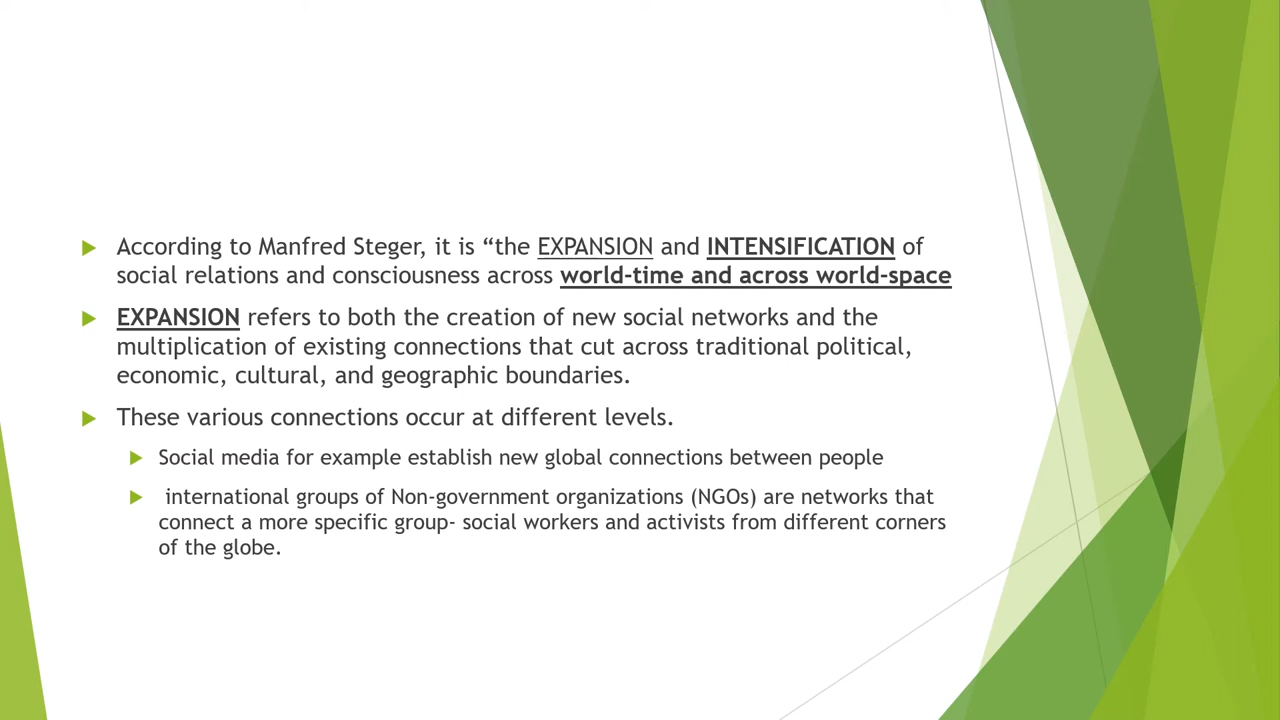 According to Manfred Steger, it is “the EXPANSION and INTENSIFICATION of
social relations and consciousness across world-time and across world-space
EXPANSION refers to both the creation of new social networks and the
multiplication of existing connections that cut across traditional political,
economic, cultural, and geographic boundaries.
These various connections occur at different levels.
Social media for example establish new global connections between people
international groups of Non-government organizations (NGOs) are networks that
connect a more specific group- social workers and activists from different corners
of the globe.